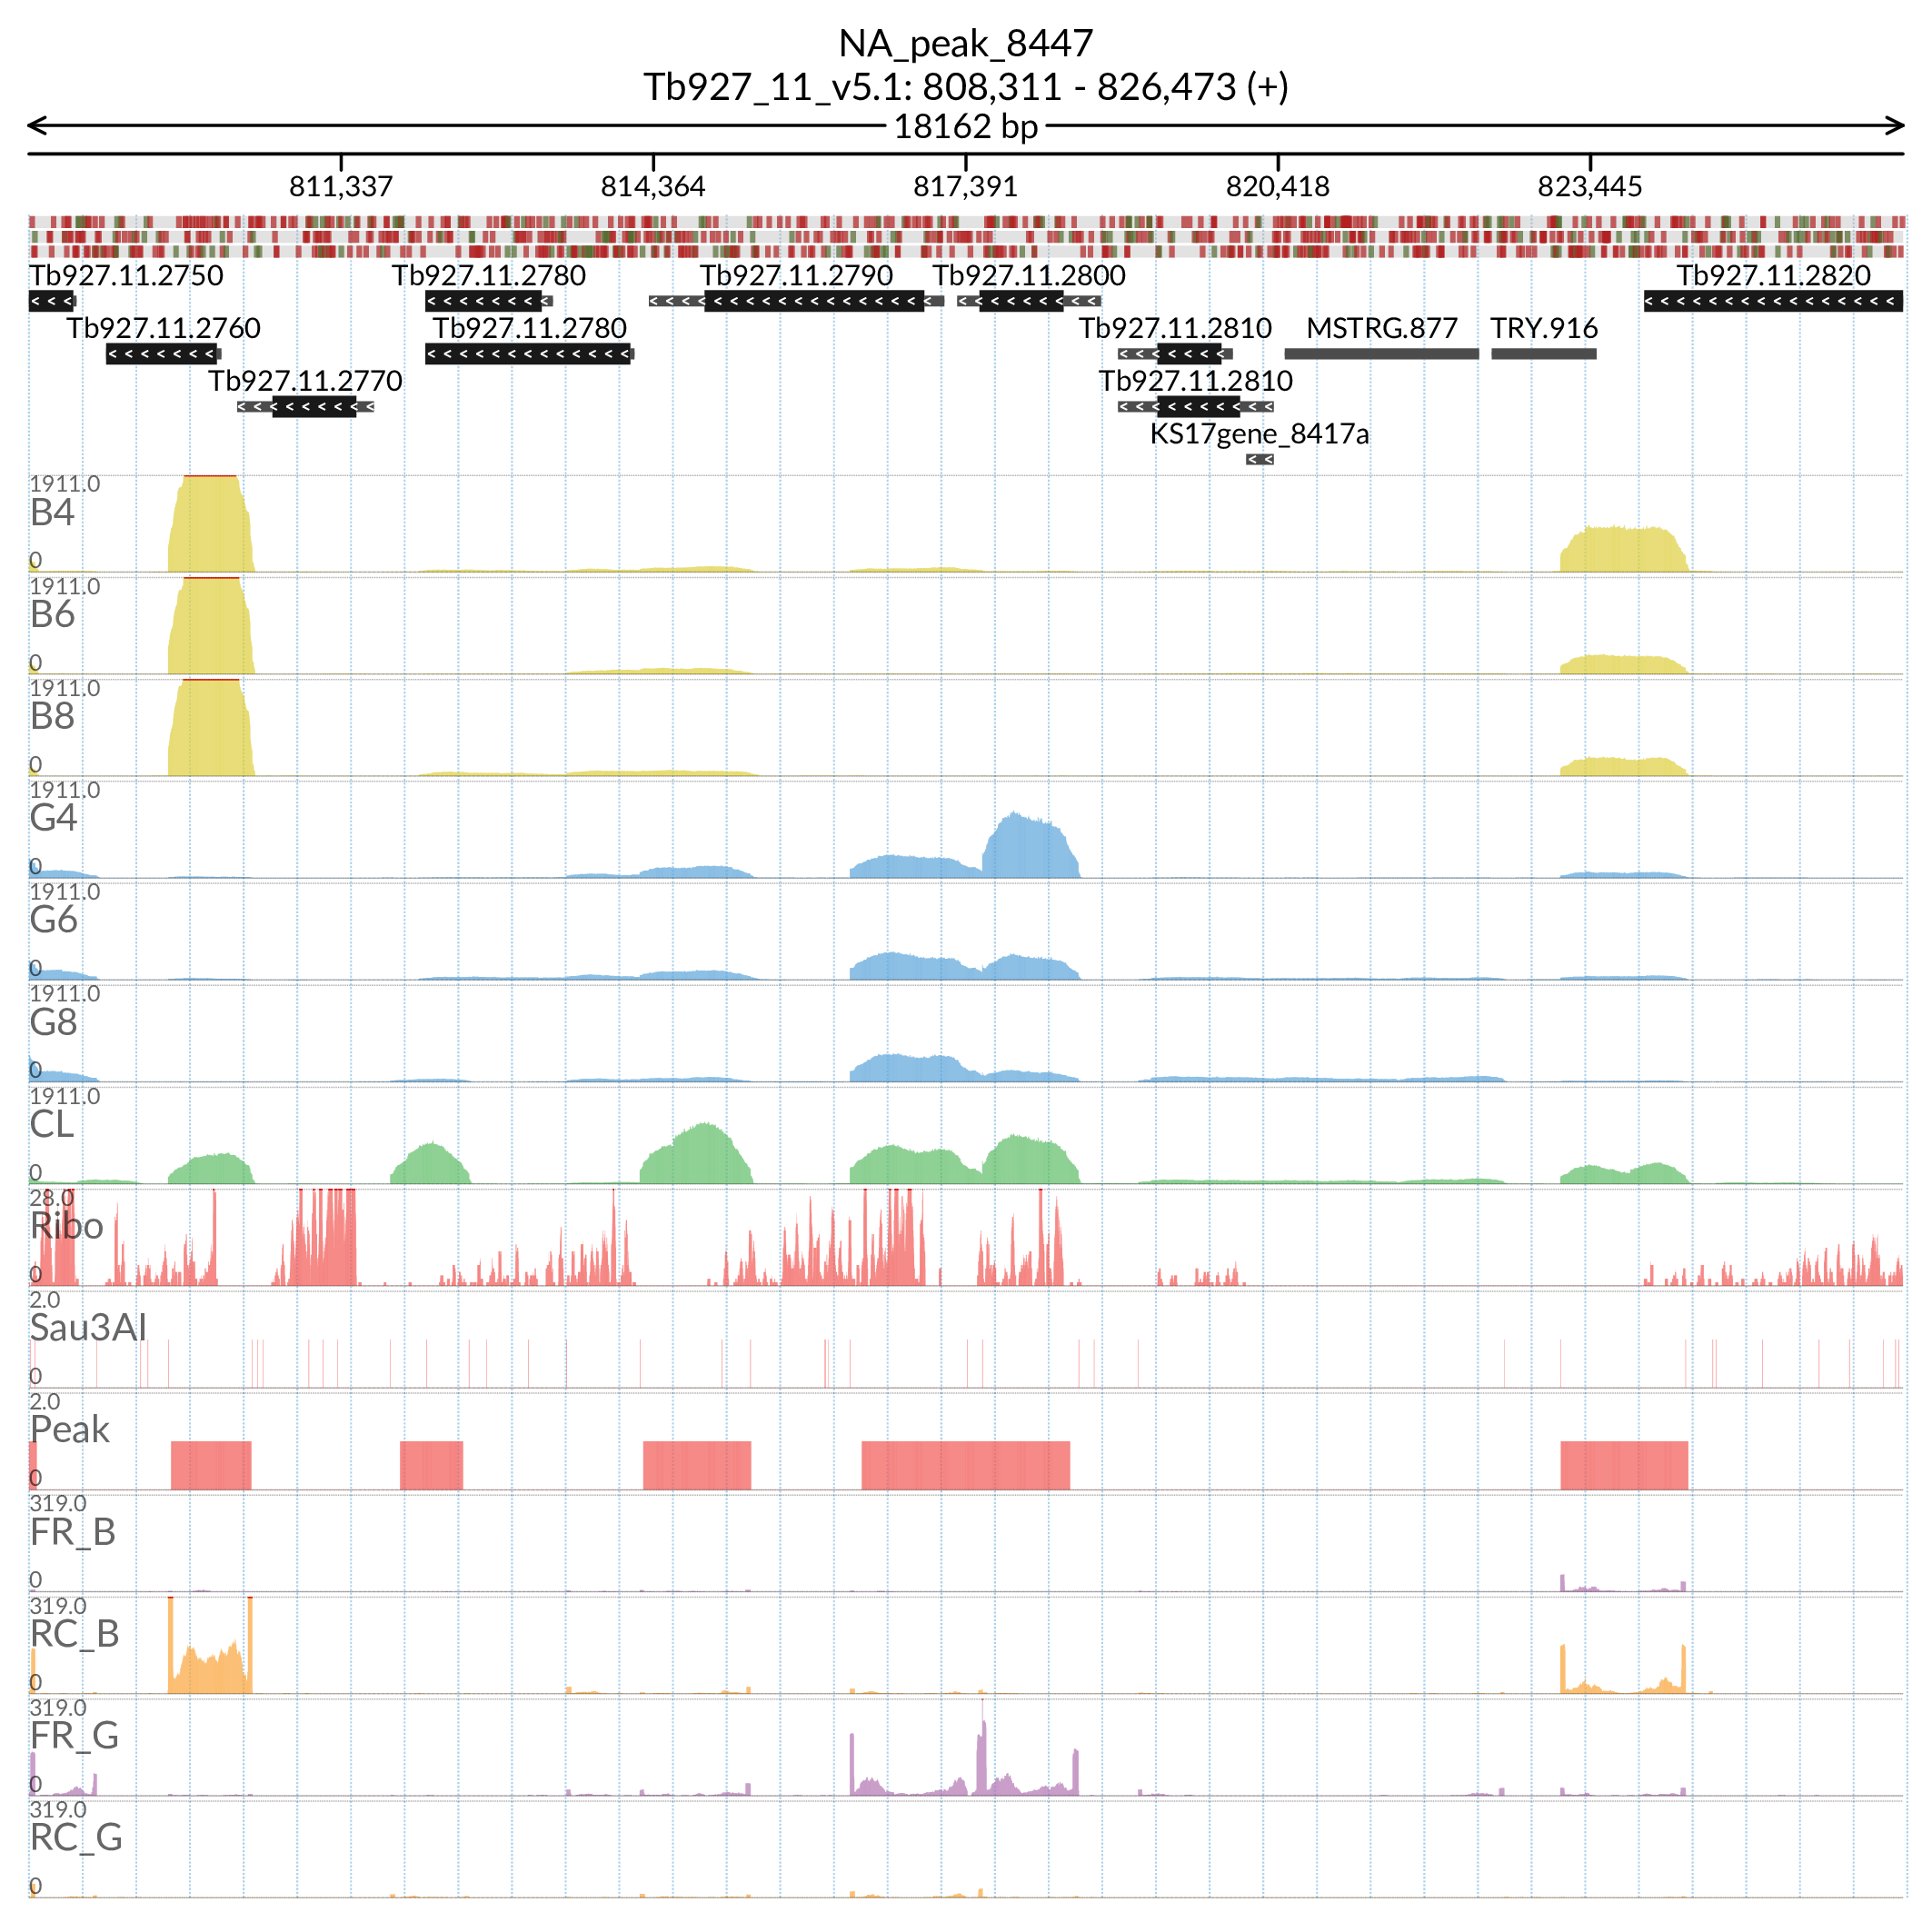 NA_peak_8447
Tb927_11_v5.1: 808,311 - 826,473 (+)
18162 bp
811,337 814,364 817,391 820,418 823,445
Tb927.11.2750 Tb927.11.2780 Tb927.11.2790 Tb927.11.2800 Tb927.11.2820
Tb927.11.2760 Tb927.11.2780 Tb927.11.2810 MSTRG.877 TRY.916
Tb927.11.2770 Tb927.11.2810
KS17gene_8417a
1911.0
B4
0
1911.0
B6
0
1911.0
B8
0
1911.0
G4
0
1911.0
G6
0
1911.0
G8
0
1911.0
CL
0
28.0
Ribo
0
2.0
Sau3AI
0
2.0
Peak
0
319.0
FR_B
0
319.0
RC_B
0
319.0
FR_G
0
319.0
RC_G
0